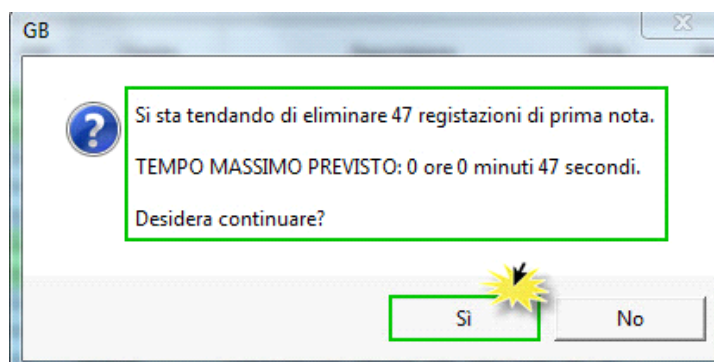 GB
Si sta tendando di eliminare 47 registazioni di prima nota.
TEMPO MASSIMO PREVISTO: 0 ore 0 minuti 47 secondi.
Desidera continuare?
Sì
No